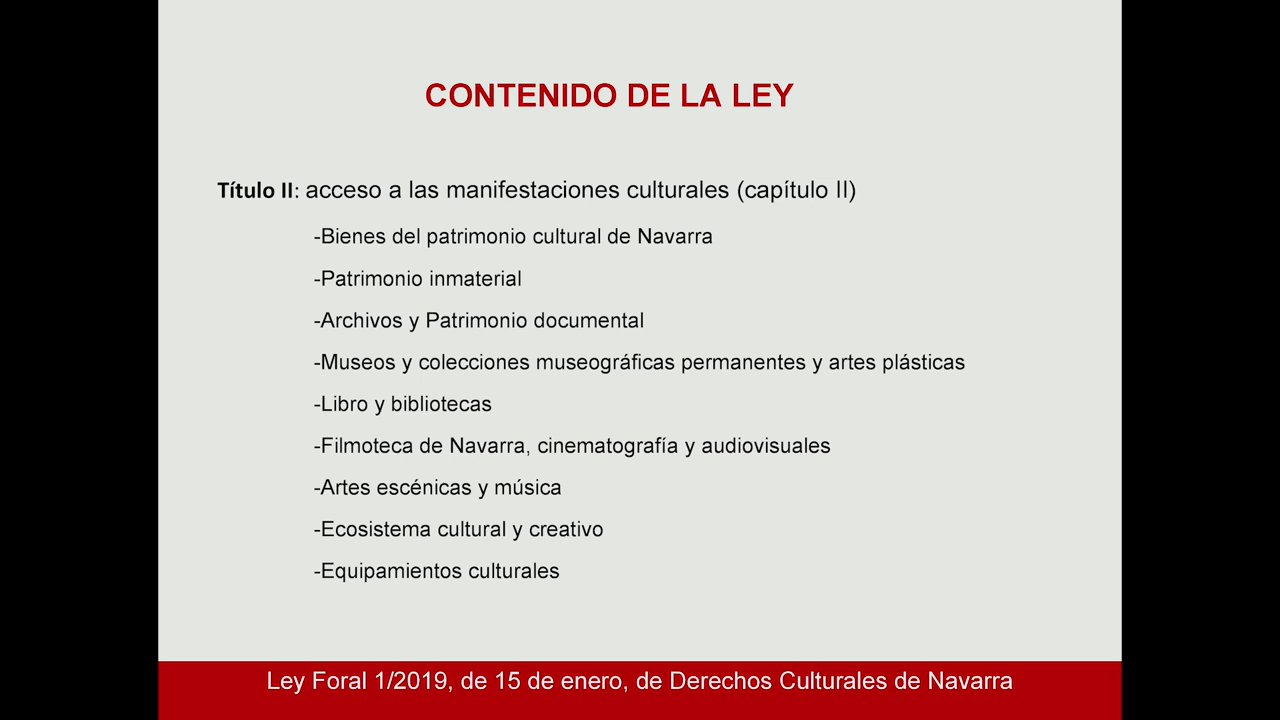 CONTENIDO DE LA LEY
Título II: acceso a las manifestaciones culturales (capítulo II)
-Bienes del patrimonio cultural de Navarra
-Patrimonio inmaterial
-Archivos y Patrimonio documental
-Museos y colecciones museográficas permanentes y artes plásticas
-Libro y bibliotecas
-Filmoteca de Navarra, cinematografía y audiovisuales
-Artes escénicas y música
-Ecosistema cultural y creativo
-Equipamientos culturales
Ley Foral 1/2019, de 15 de enero, de Derechos Culturales de Navarra